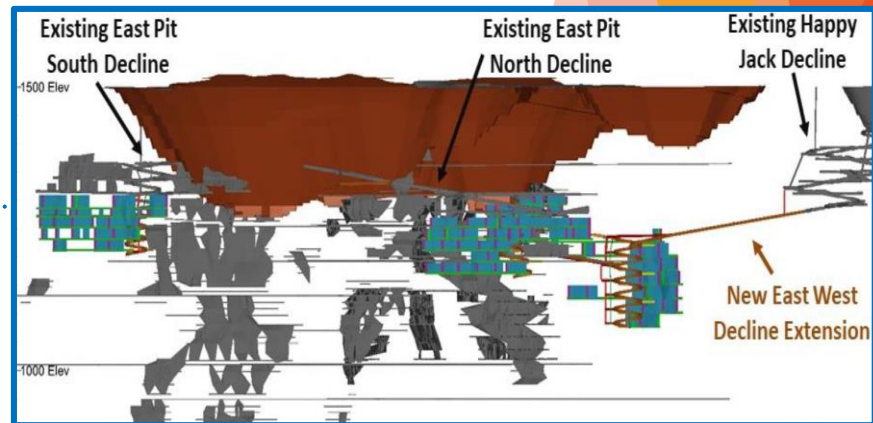 Existing East Pit
South Decline
Existing East Pit
North Decline
Existing Happy
Jack Decline
1500 Elev
New East West
Decline Extension
1000 Elev